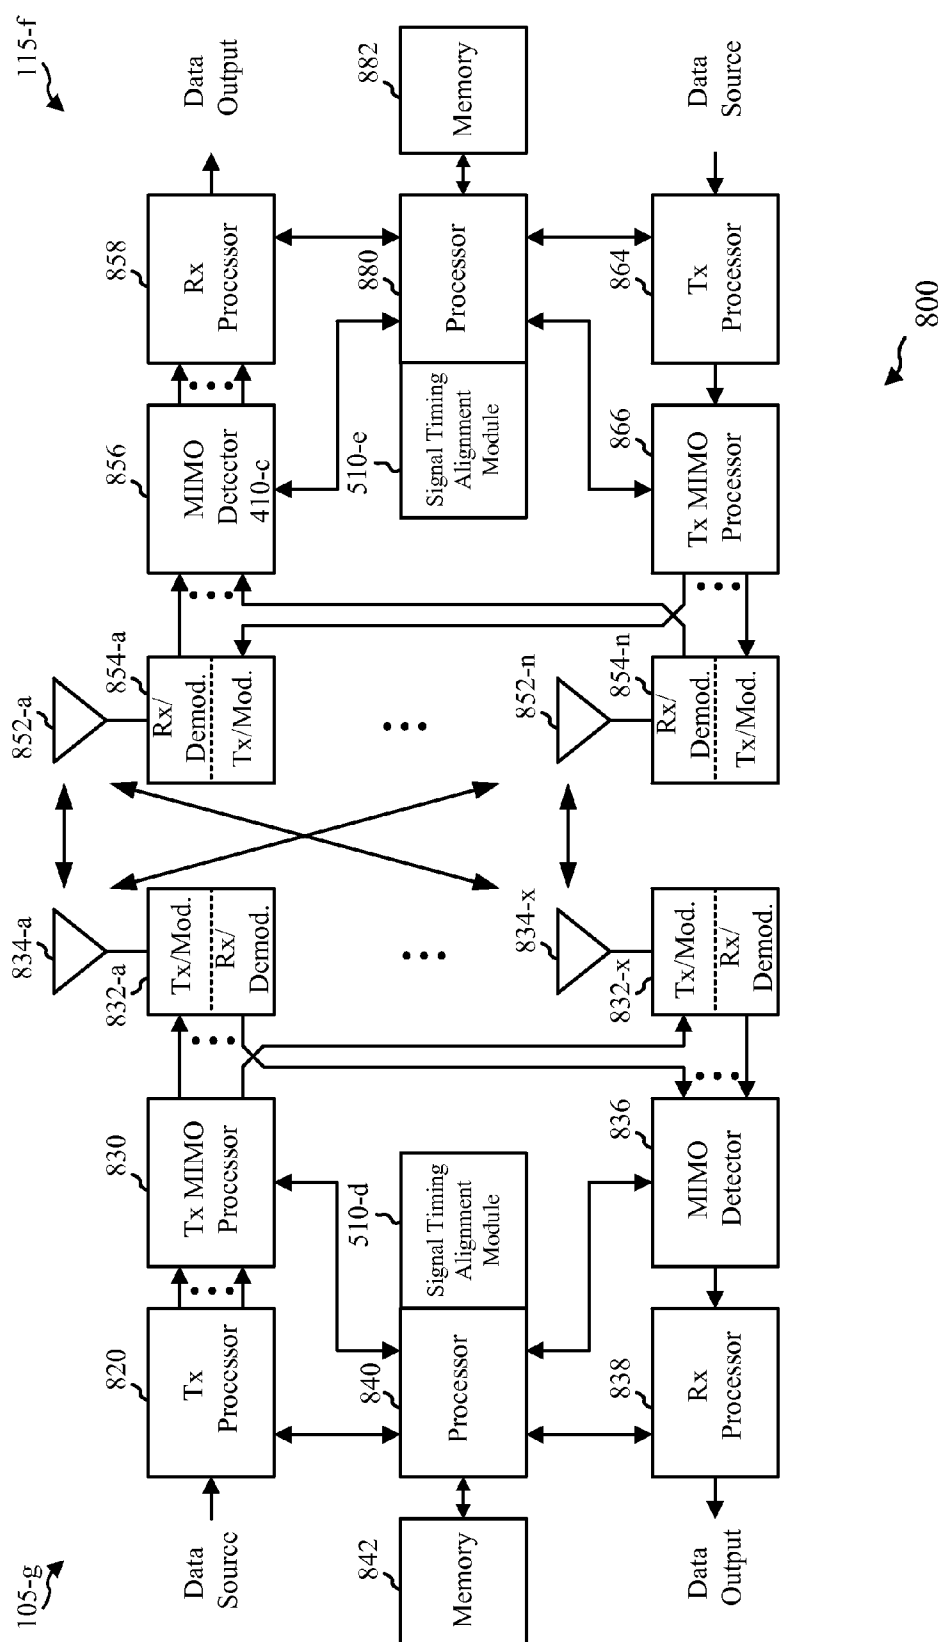 105-g
115-f
Data
Source
820
Tx
Processor
830
Tx MIMO
Processor
832-a
834-a
Tx/Mod.
Rx/
Demod.
852-a
854-a
Rx/
Demod.
Tx/Mod.
856
MIMO
Detector
410-c
858
Rx
Processor
Data
Output
842
Memory
840
Processor
510-d
Signal Timing
Alignment
Module
510-e
Signal Timing
Alignment
Module
880
Processor
882
Memory
Data
Output
838
Rx
Processor
836
MIMO
Detector
832-x
834-x
Tx/Mod.
Rx/
Demod.
852-n
854-n
Rx/
Demod.
Tx/Mod.
866
Tx MIMO
Processor
864
Tx
Processor
Data
Source
800